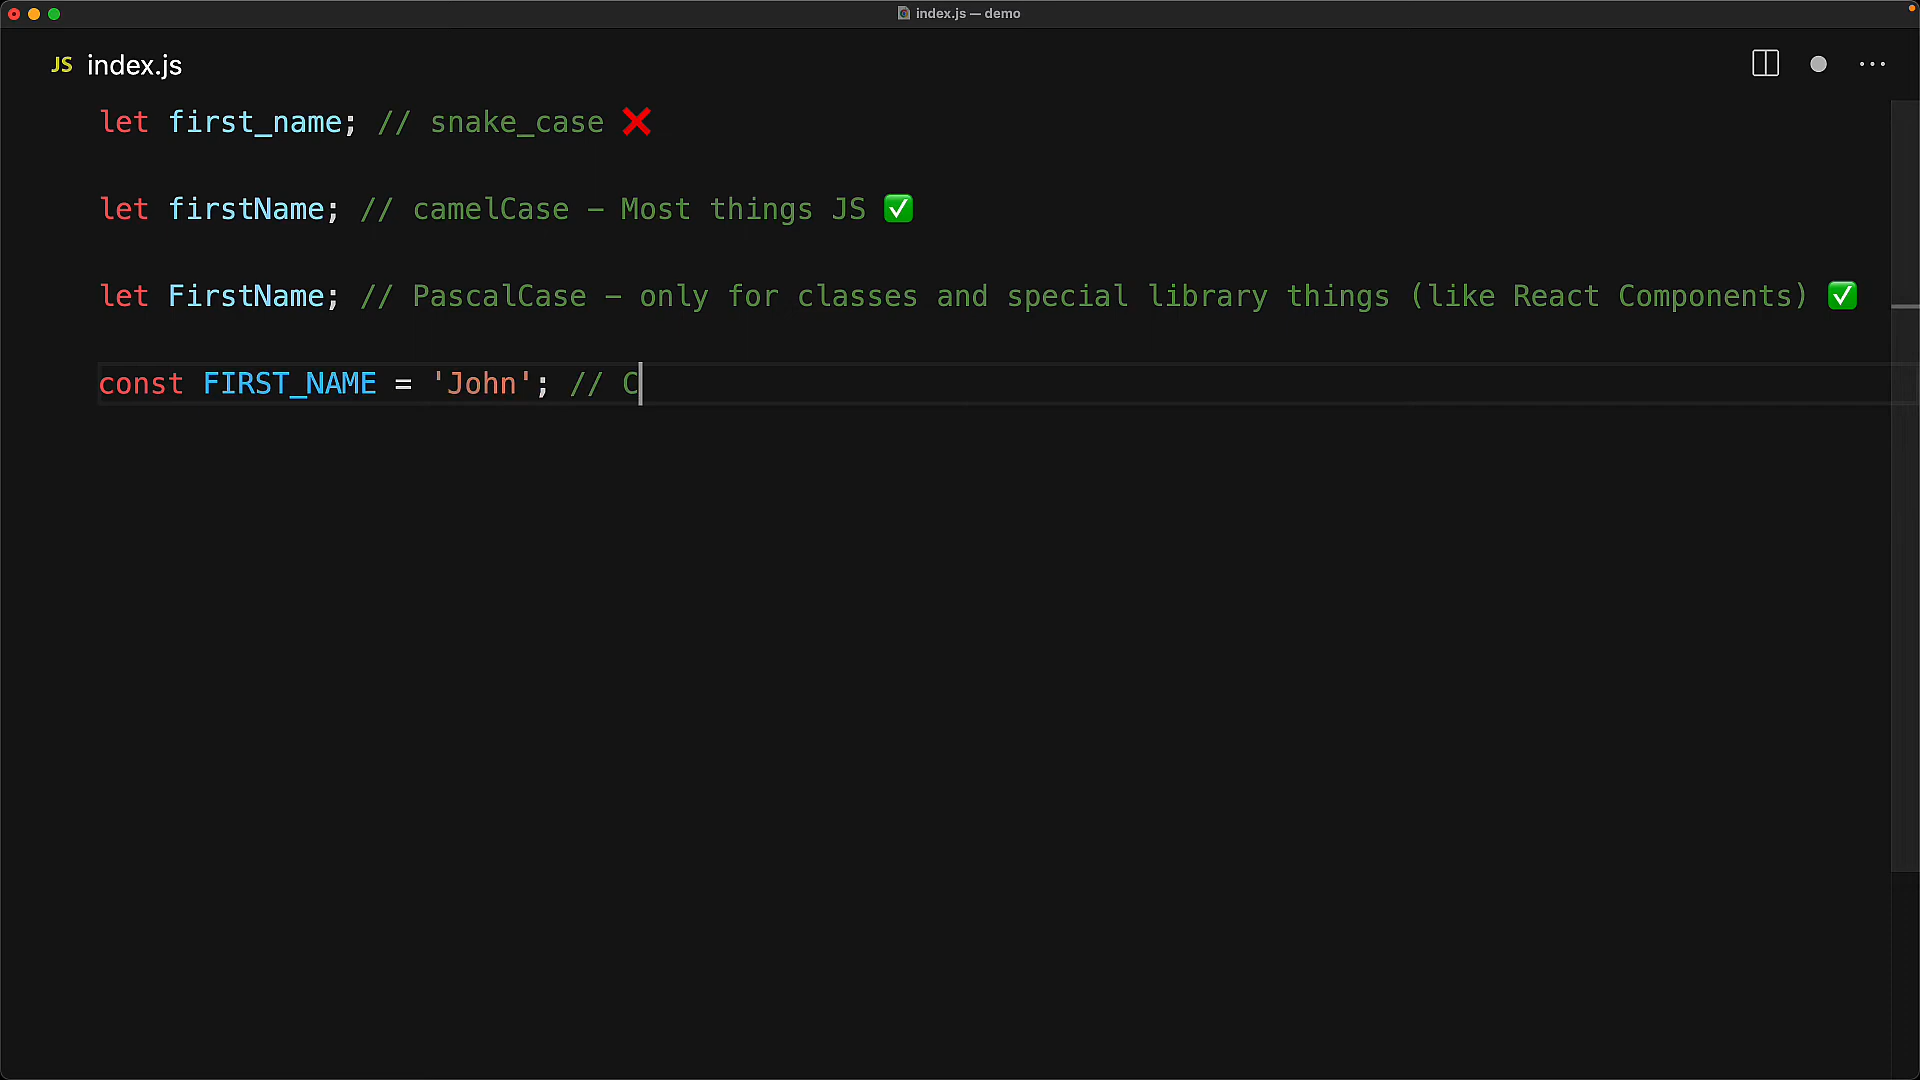 index.js — demo
JS index.js
let first_name; // snake_case ❌
let firstName; // camelCase – Most things JS ✅
let FirstName; // PascalCase – only for classes and special library things (like React Components) ✅
const FIRST_NAME = 'John'; // C